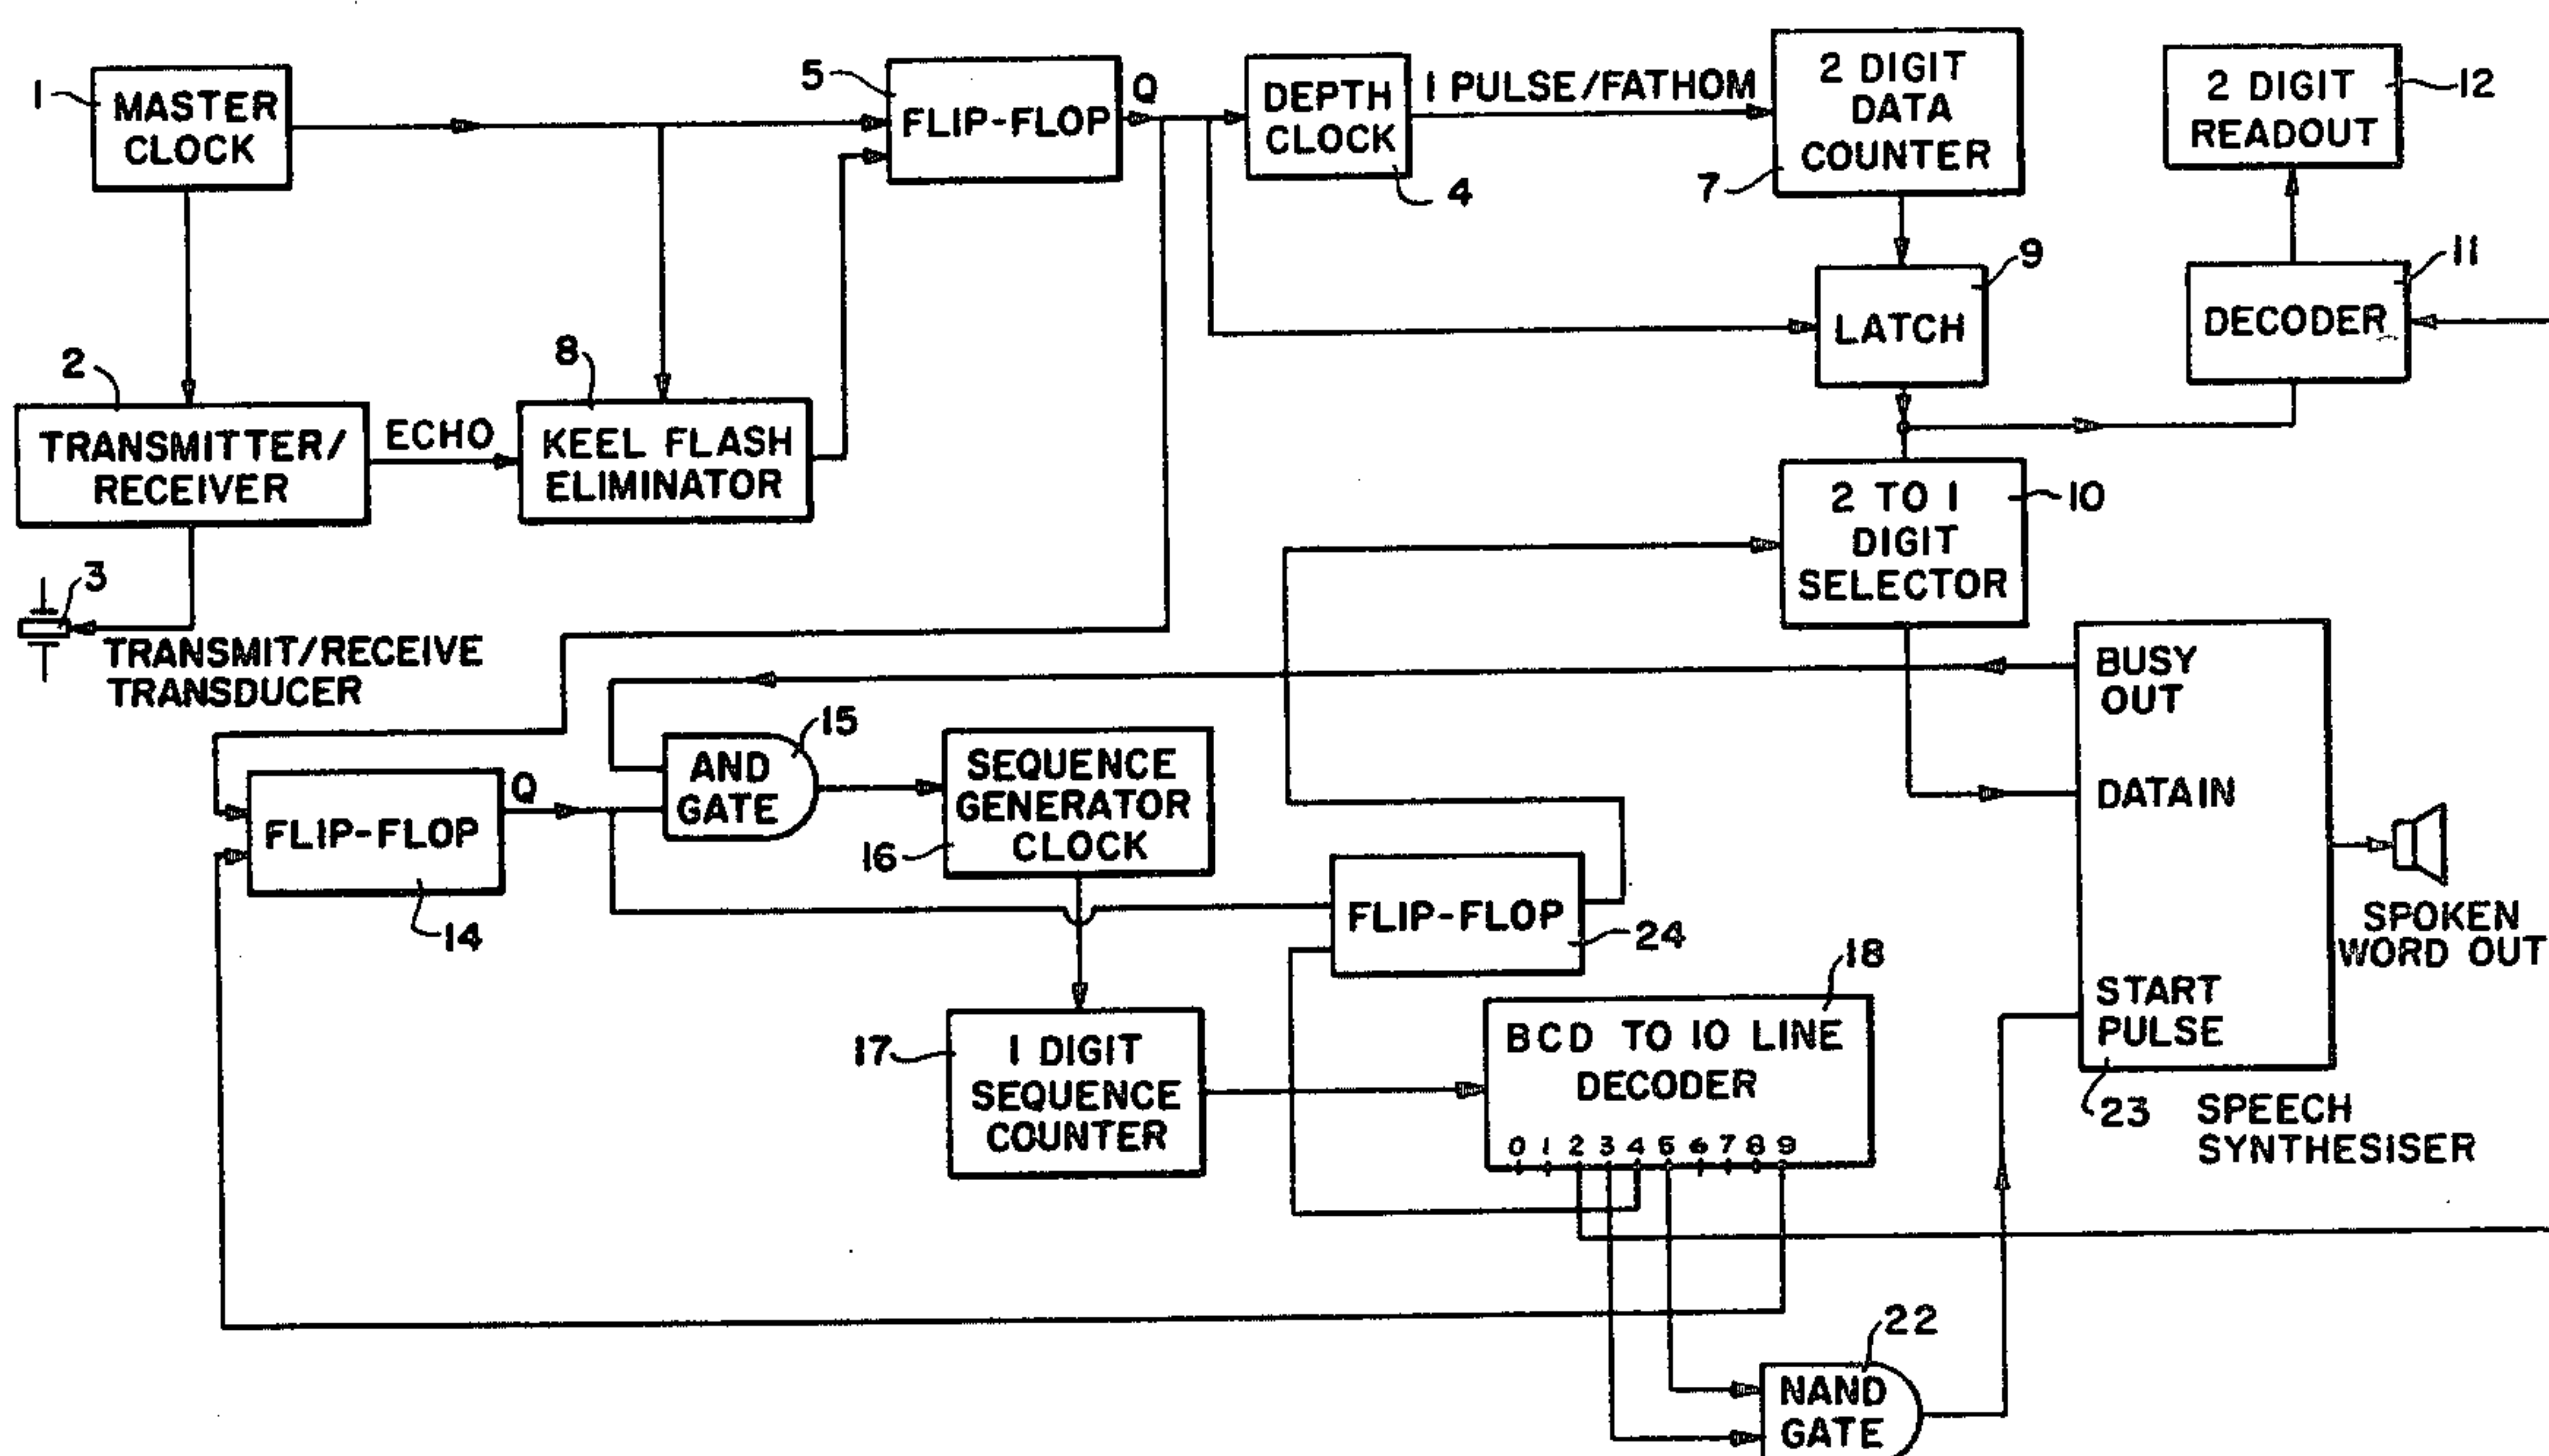 1
MASTER
CLOCK
5
FLIP-FLOP
Q
DEPTH
CLOCK
4
1 PULSE/FATHOM
2 DIGIT
DATA
COUNTER
7
2 DIGIT
READOUT
12
2
TRANSMITTER/
RECEIVER
ECHO
8
KEEL FLASH
ELIMINATOR
9
LATCH
11
DECODER
3
TRANSMIT/RECEIVE
TRANSDUCER
2 TO 1
DIGIT
SELECTOR
10
BUSY
OUT
DATA IN
START
PULSE
23
SPEECH
SYNTHESISER
SPOKEN
WORD OUT
FLIP-FLOP
14
Q
AND
GATE
15
SEQUENCE
GENERATOR
CLOCK
16
FLIP-FLOP
24
17
1 DIGIT
SEQUENCE
COUNTER
18
BCD TO 10 LINE
DECODER
0 1 2 3 4 5 6 7 8 9
22
NAND
GATE